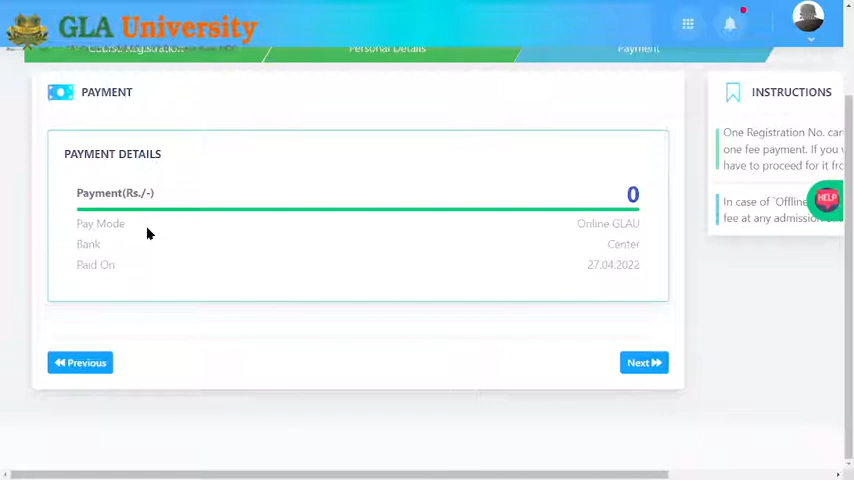 GLA University
Course Registration
Personal Details
Payment
PAYMENT
INSTRUCTIONS
PAYMENT DETAILS
Payment(Rs./-)
0
Pay Mode
Online GLAU
Bank
Center
Paid On
27.04.2022
One Registration No. can
one fee payment. If you
have to proceed for it fro
In case of `Offline
fee at any admission
HELP
Previous
Next